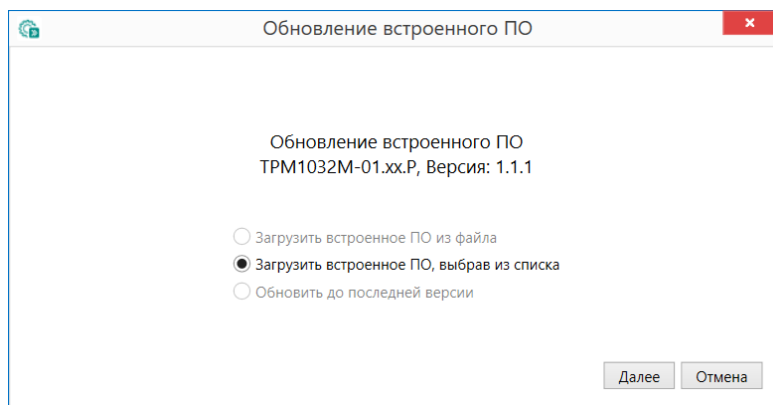 Обновление встроенного ПО
Обновление встроенного ПО
ТРМ1032М-01.xx.Р, Версия: 1.1.1
Загрузить встроенное ПО из файла
Загрузить встроенное ПО, выбрав из списка
Обновить до последней версии
Далее Отмена